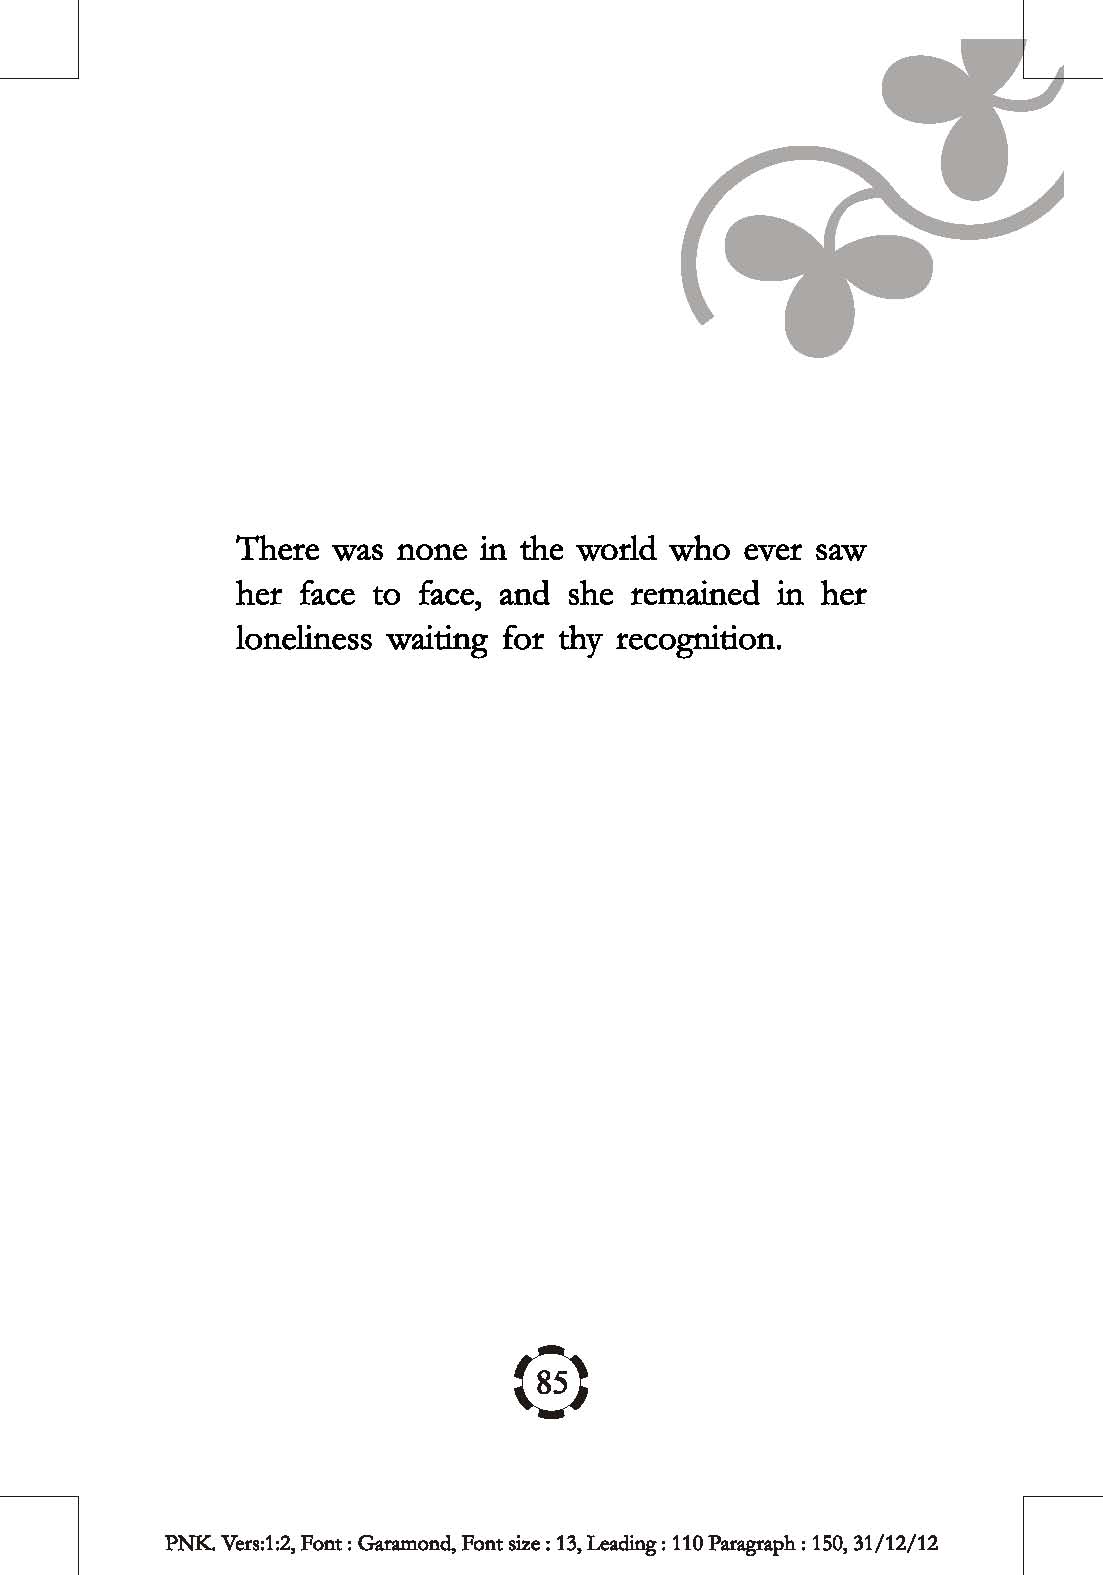 There was none in the world who ever saw
her face to face, and she remained in her
loneliness waiting for thy recognition.
85
PNK. Vers:1:2, Font : Garamond, Font size : 13, Leading : 110 Paragraph : 150, 31/12/12